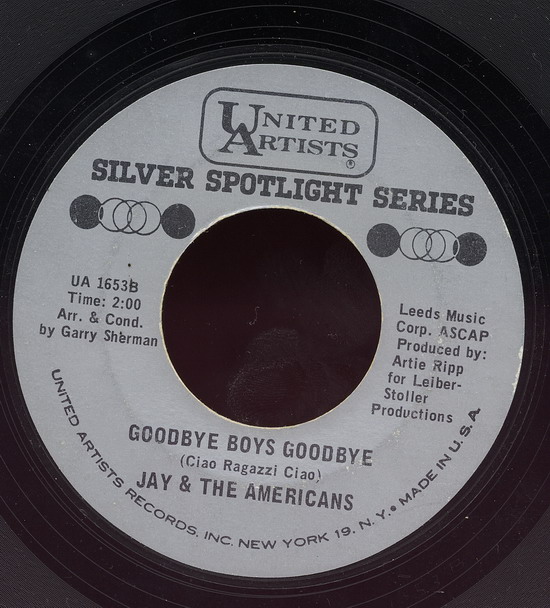 UNITED
ARTISTS®
SILVER SPOTLIGHT SERIES
UA 1653B
Time: 2:00
Arr. & Cond.
by Garry Sherman
Leeds Music
Corp. ASCAP
Produced by:
Artie Ripp
for Leiber-
Stoller
Productions
GOODBYE BOYS GOODBYE
(Ciao Ragazzi Ciao)
JAY & THE AMERICANS
UNITED ARTISTS RECORDS, INC. NEW YORK 19, N. Y. • MADE IN U.S.A.